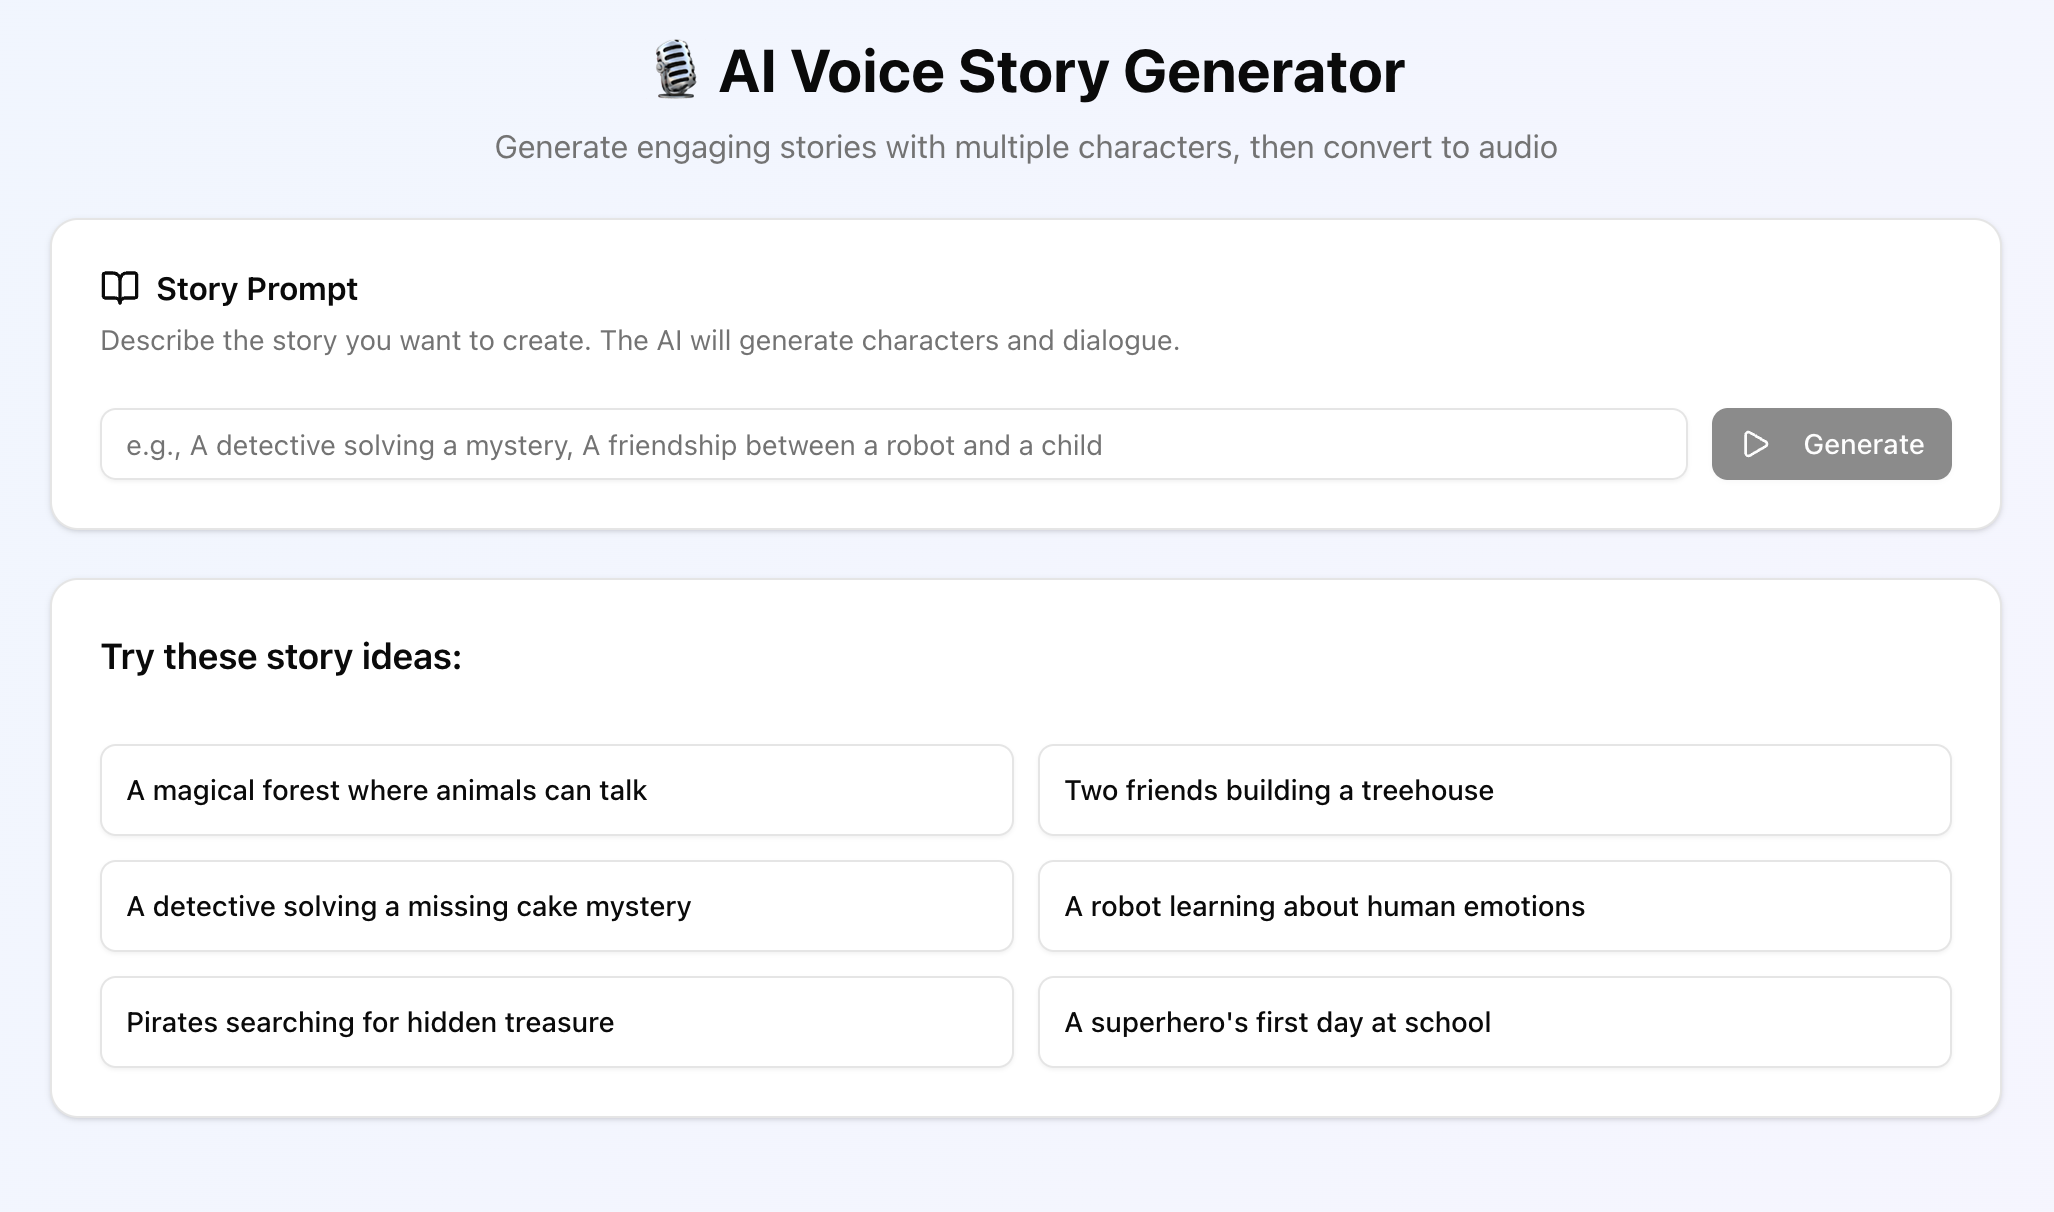 AI Voice Story Generator
Generate engaging stories with multiple characters, then convert to audio
Story Prompt
Describe the story you want to create. The AI will generate characters and dialogue.
e.g., A detective solving a mystery, A friendship between a robot and a child
Generate
Try these story ideas:
A magical forest where animals can talk
Two friends building a treehouse
A detective solving a missing cake mystery
A robot learning about human emotions
Pirates searching for hidden treasure
A superhero's first day at school